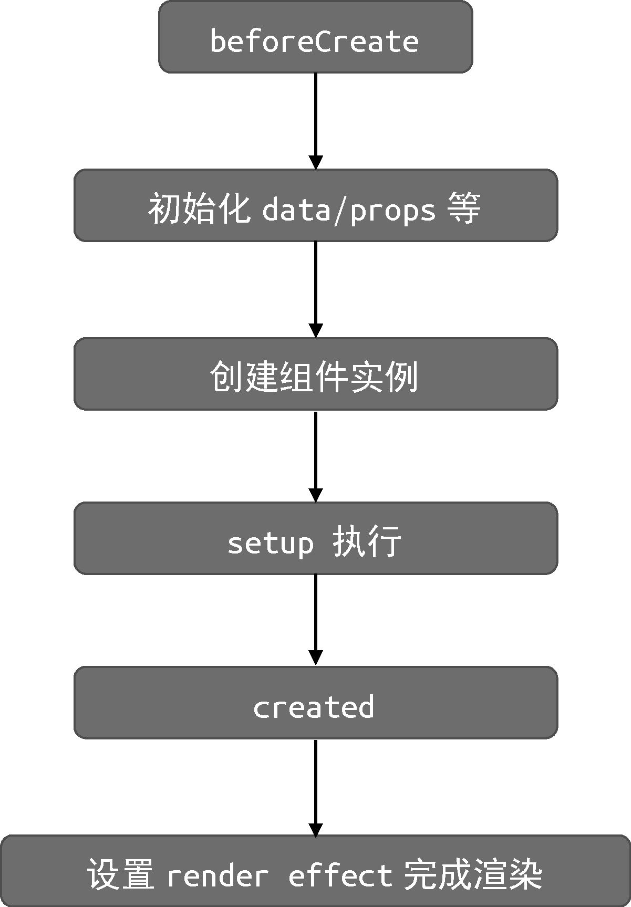 beforeCreate
初始化 data/props 等
创建组件实例
setup 执行
created
设置 render effect 完成渲染